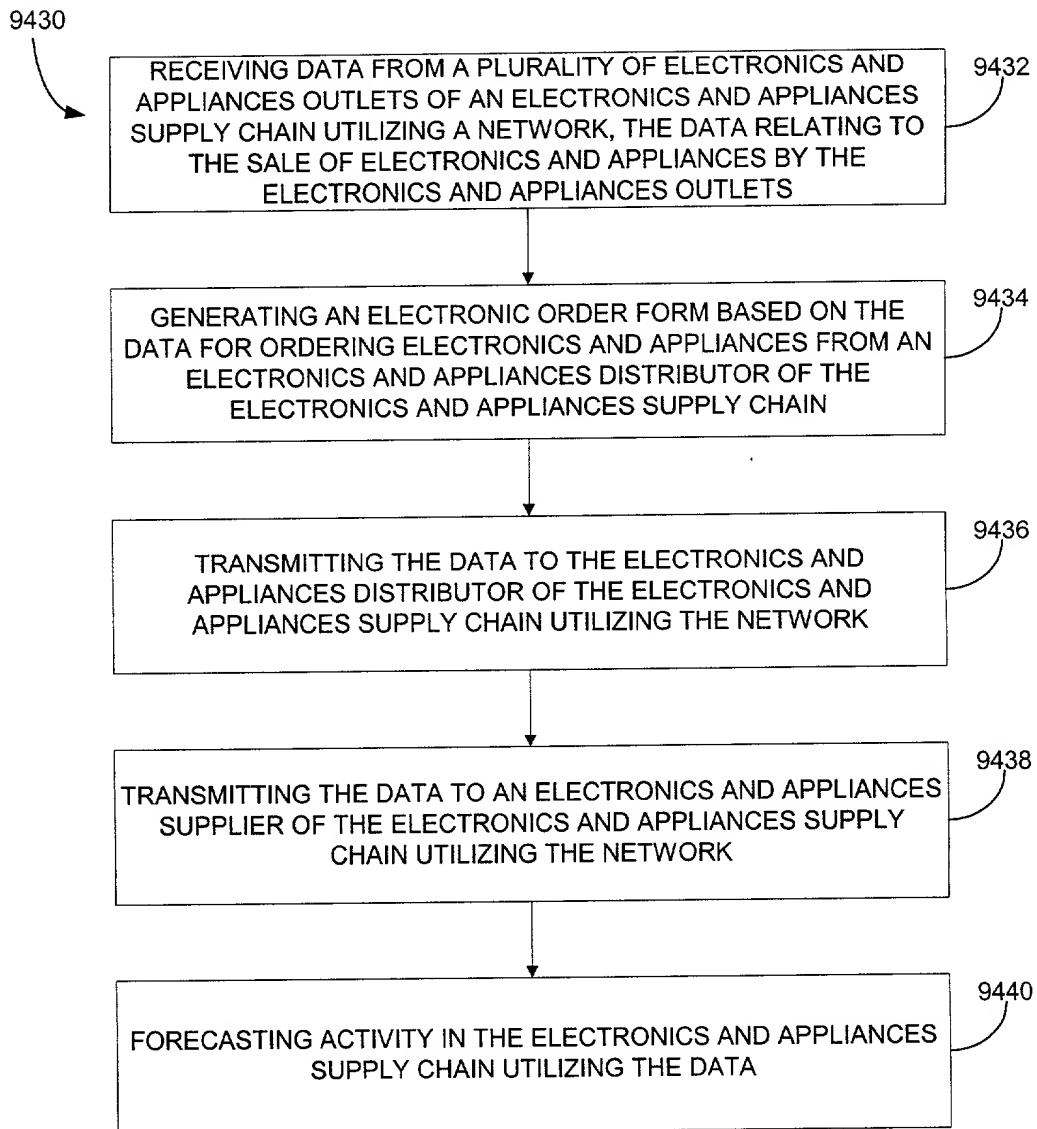 9430
RECEIVING DATA FROM A PLURALITY OF ELECTRONICS AND
APPLIANCES OUTLETS OF AN ELECTRONICS AND APPLIANCES
SUPPLY CHAIN UTILIZING A NETWORK, THE DATA RELATING TO
THE SALE OF ELECTRONICS AND APPLIANCES BY THE
ELECTRONICS AND APPLIANCES OUTLETS
9432
GENERATING AN ELECTRONIC ORDER FORM BASED ON THE
DATA FOR ORDERING ELECTRONICS AND APPLIANCES FROM AN
ELECTRONICS AND APPLIANCES DISTRIBUTOR OF THE
ELECTRONICS AND APPLIANCES SUPPLY CHAIN
9434
TRANSMITTING THE DATA TO THE ELECTRONICS AND
APPLIANCES DISTRIBUTOR OF THE ELECTRONICS AND
APPLIANCES SUPPLY CHAIN UTILIZING THE NETWORK
9436
TRANSMITTING THE DATA TO AN ELECTRONICS AND APPLIANCES
SUPPLIER OF THE ELECTRONICS AND APPLIANCES SUPPLY
CHAIN UTILIZING THE NETWORK
9438
FORECASTING ACTIVITY IN THE ELECTRONICS AND APPLIANCES
SUPPLY CHAIN UTILIZING THE DATA
9440